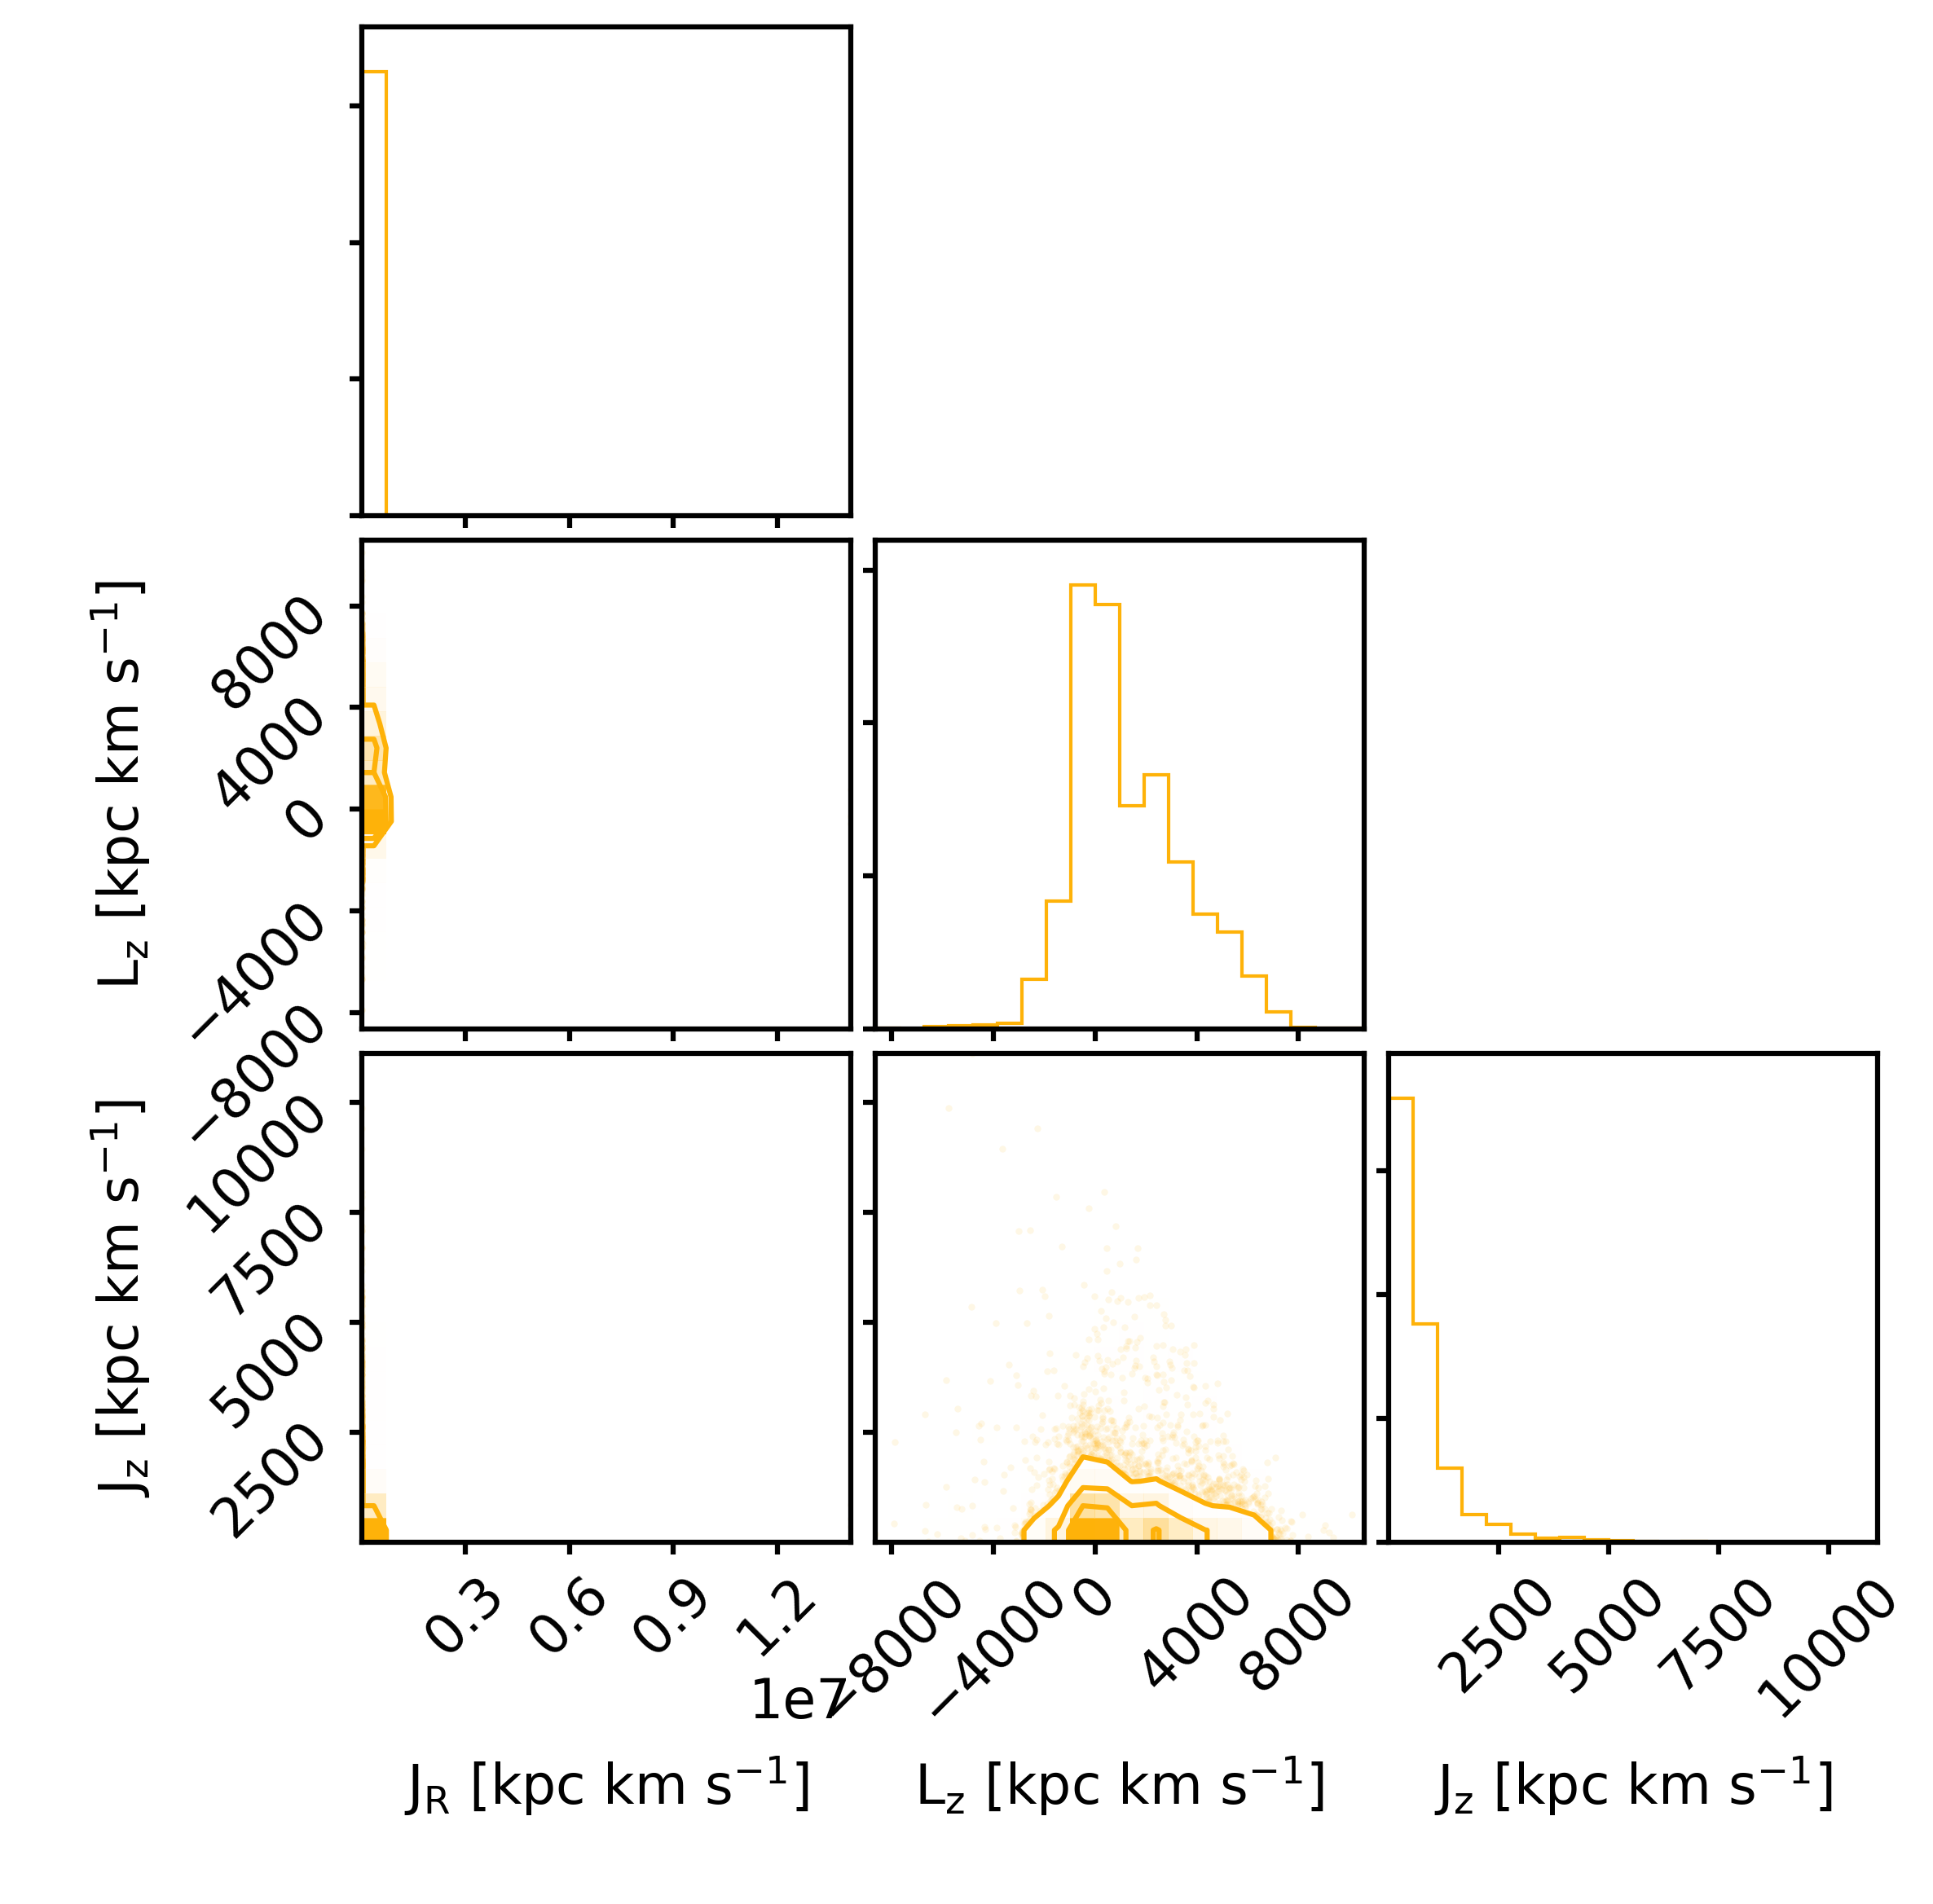 L_z [kpc km s⁻¹]
8000
4000
0
−4000
−8000
J_z [kpc km s⁻¹]
10000
7500
5000
2500
0.3 0.6 0.9 1.2
1e7
−8000 −4000 0 4000 8000
2500 5000 7500 10000
J_R [kpc km s⁻¹] L_z [kpc km s⁻¹] J_z [kpc km s⁻¹]